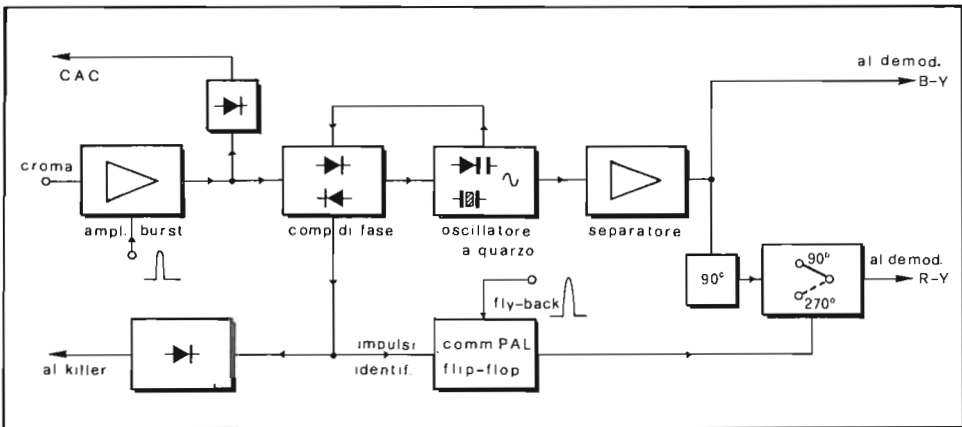 CAC
al demod.
B-Y
croma
ampl. burst
comp di fase
oscillatore
a quarzo
separatore
90°
90°
270°
al demod.
R-Y
fly-back
al killer
impulsi
identif.
comm PAL
flip-flop